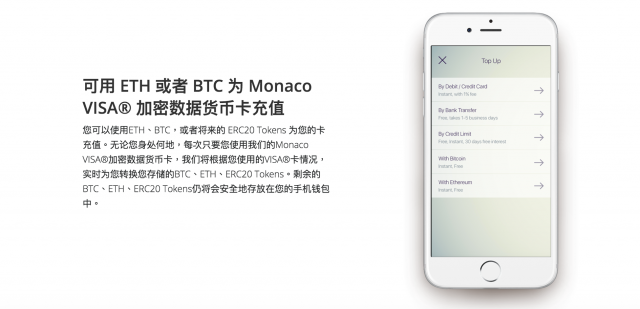 可用 ETH 或者 BTC 为 Monaco
VISA® 加密数据货币卡充值
您可以使用ETH、BTC，或者将来的 ERC20 Tokens 为您的卡
充值。无论您身处何地，每次只要您使用我们的Monaco
VISA®加密数据货币卡，我们将根据您使用的VISA®卡情况，
实时为您转换您存储的BTC、ETH、ERC20 Tokens。剩余的
BTC、ETH、ERC20 Tokens仍将会安全地存放在您的手机钱包
中。
Top Up
By Debit / Credit Card
Instant, with 1% fee
By Bank Transfer
Free, takes 1-5 business days
By Credit Limit
Free, Instant, 30 days free interest
With Bitcoin
Instant. Free
With Ethereum
Instant. Free